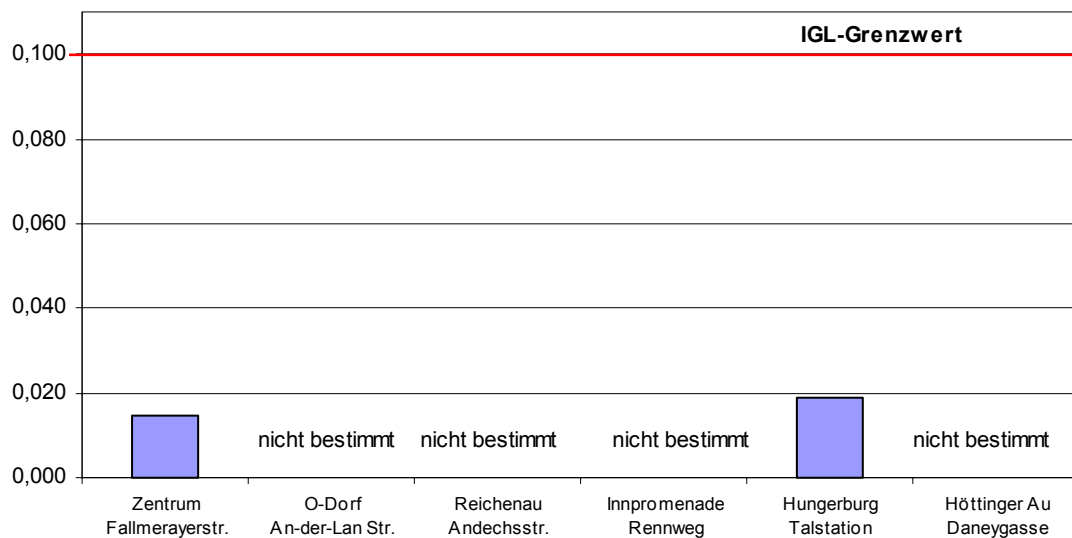 IGL-Grenzwert
0,100
0,080
0,060
0,040
0,020
0,000
nicht bestimmt
nicht bestimmt
nicht bestimmt
nicht bestimmt
Zentrum
Fallmerayerstr.
O-Dorf
An-der-Lan Str.
Reichenau
Andechsstr.
Innpromenade
Rennweg
Hungerburg
Talstation
Höttinger Au
Daneygasse